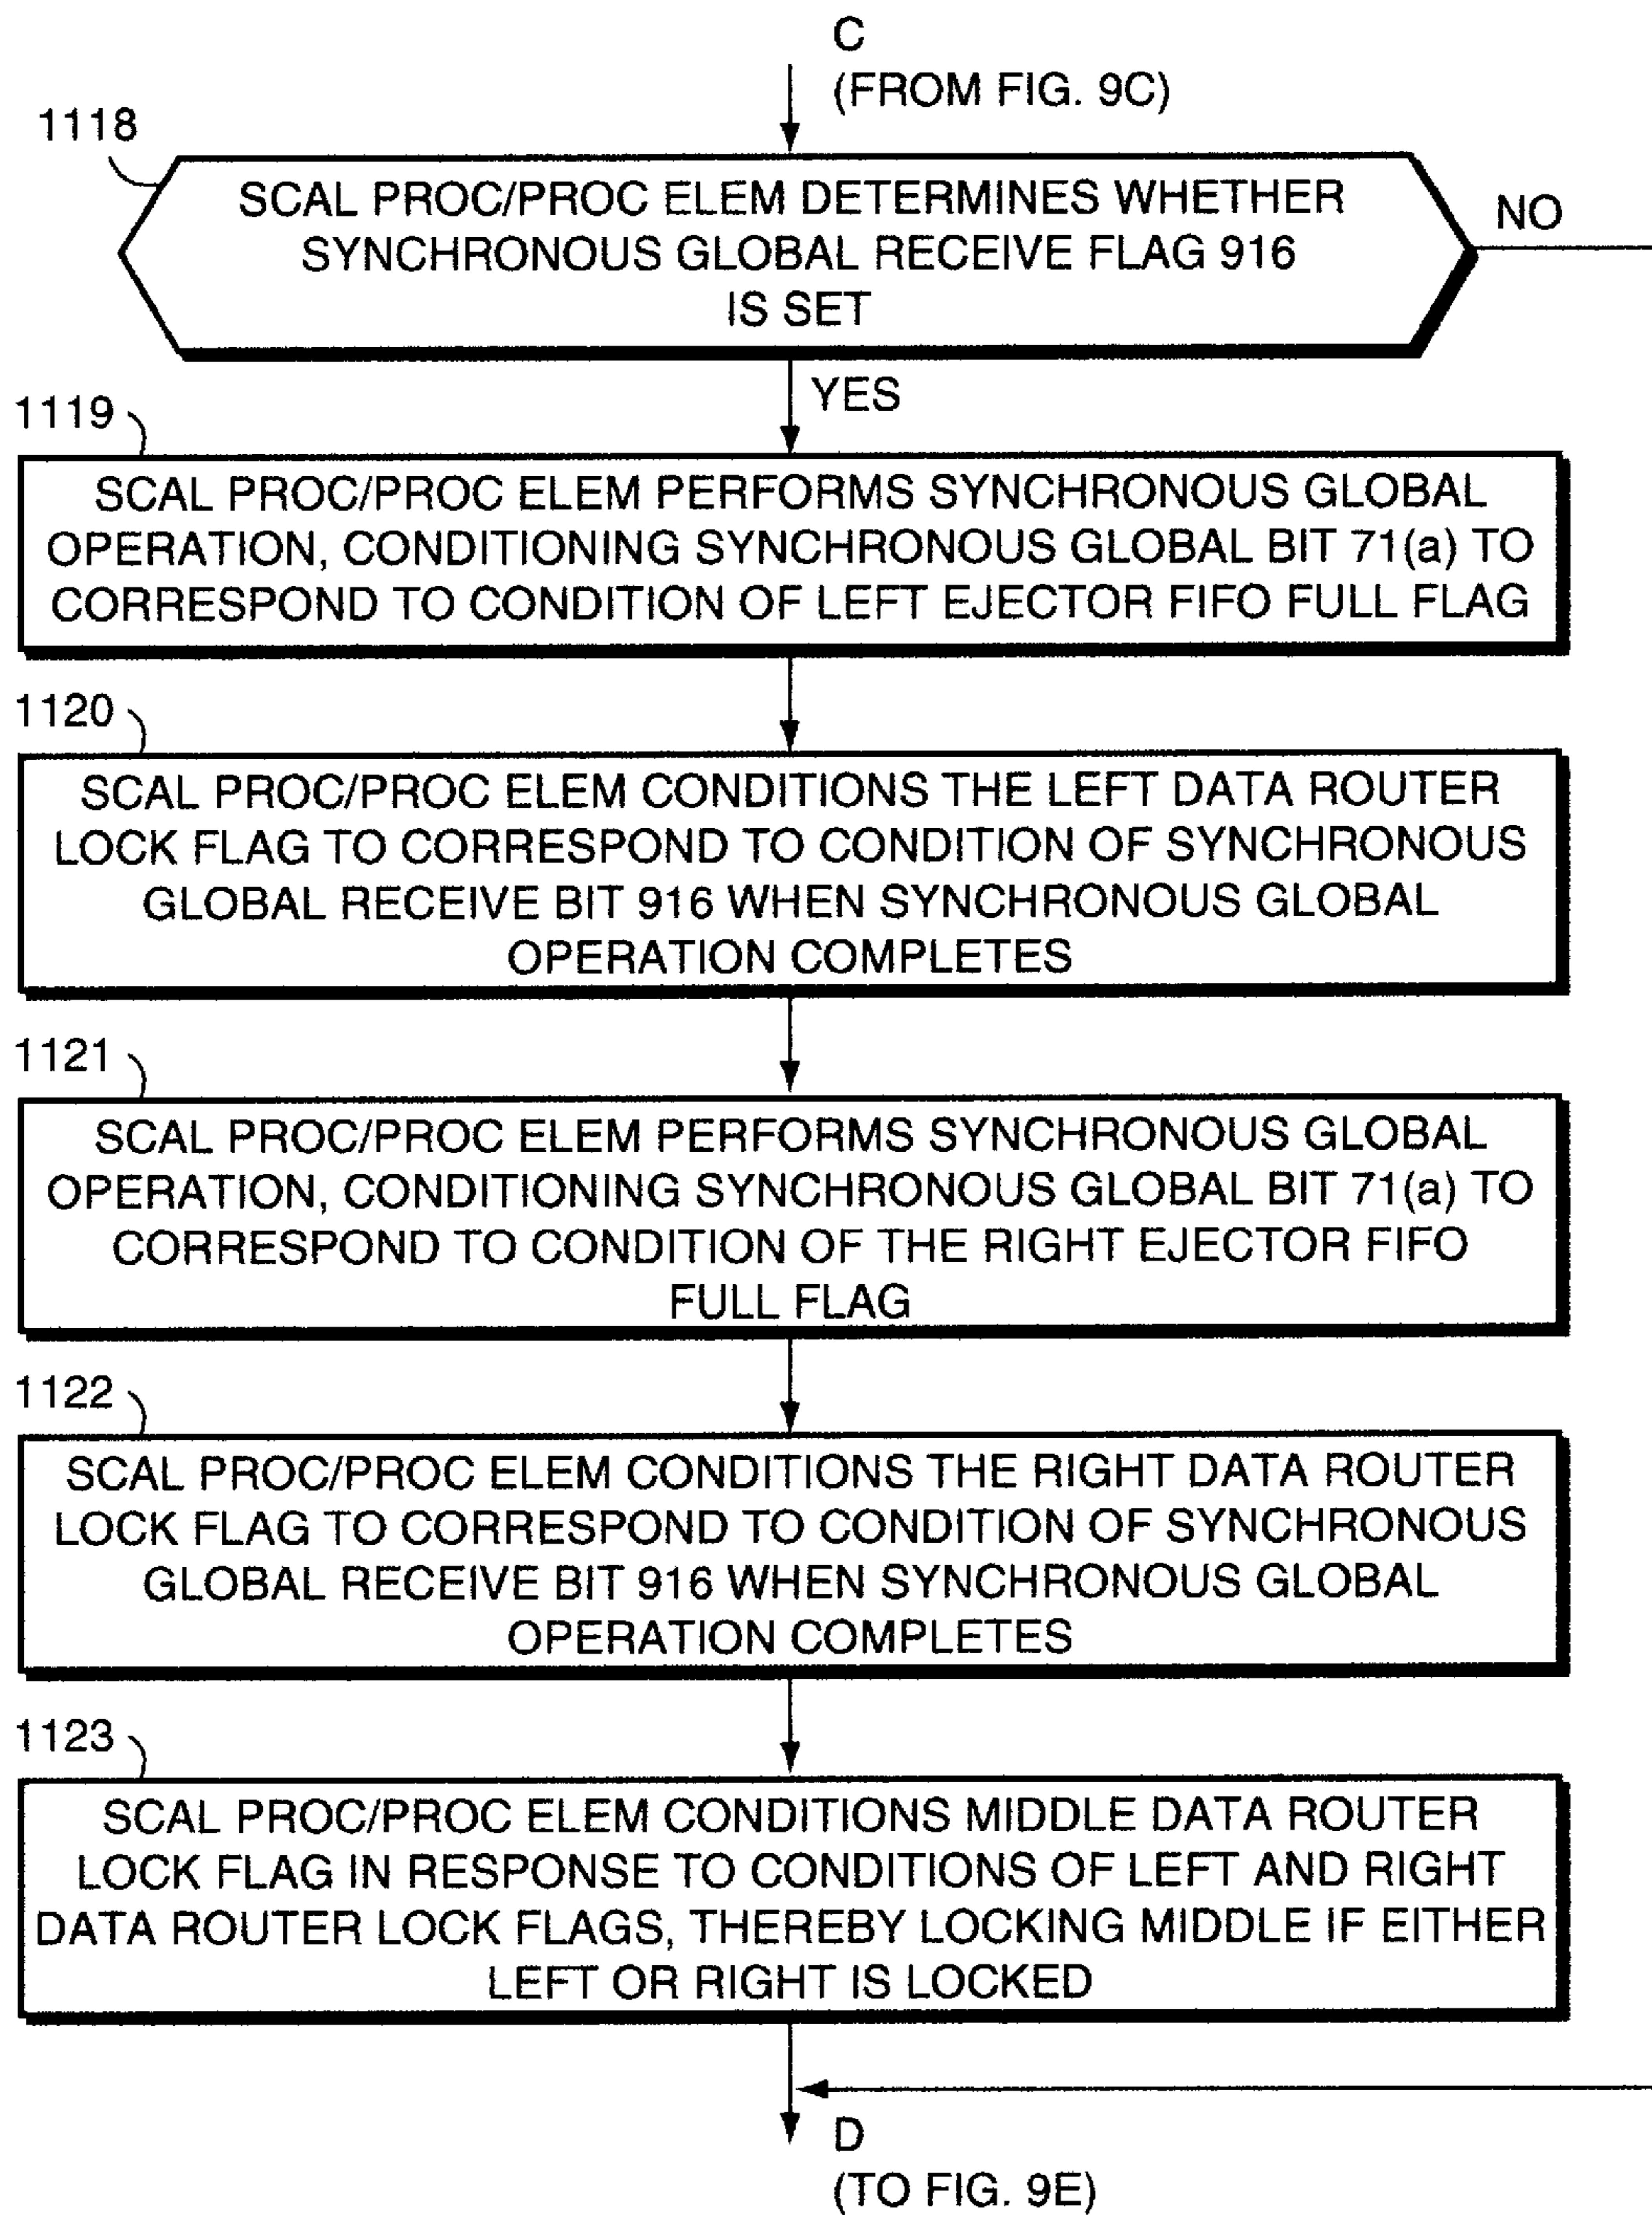 C
(FROM FIG. 9C)
1118
SCAL PROC/PROC ELEM DETERMINES WHETHER
SYNCHRONOUS GLOBAL RECEIVE FLAG 916
IS SET
NO
YES
1119
SCAL PROC/PROC ELEM PERFORMS SYNCHRONOUS GLOBAL
OPERATION, CONDITIONING SYNCHRONOUS GLOBAL BIT 71(a) TO
CORRESPOND TO CONDITION OF LEFT EJECTOR FIFO FULL FLAG
1120
SCAL PROC/PROC ELEM CONDITIONS THE LEFT DATA ROUTER
LOCK FLAG TO CORRESPOND TO CONDITION OF SYNCHRONOUS
GLOBAL RECEIVE BIT 916 WHEN SYNCHRONOUS GLOBAL
OPERATION COMPLETES
1121
SCAL PROC/PROC ELEM PERFORMS SYNCHRONOUS GLOBAL
OPERATION, CONDITIONING SYNCHRONOUS GLOBAL BIT 71(a) TO
CORRESPOND TO CONDITION OF THE RIGHT EJECTOR FIFO
FULL FLAG
1122
SCAL PROC/PROC ELEM CONDITIONS THE RIGHT DATA ROUTER
LOCK FLAG TO CORRESPOND TO CONDITION OF SYNCHRONOUS
GLOBAL RECEIVE BIT 916 WHEN SYNCHRONOUS GLOBAL
OPERATION COMPLETES
1123
SCAL PROC/PROC ELEM CONDITIONS MIDDLE DATA ROUTER
LOCK FLAG IN RESPONSE TO CONDITIONS OF LEFT AND RIGHT
DATA ROUTER LOCK FLAGS, THEREBY LOCKING MIDDLE IF EITHER
LEFT OR RIGHT IS LOCKED
D
(TO FIG. 9E)